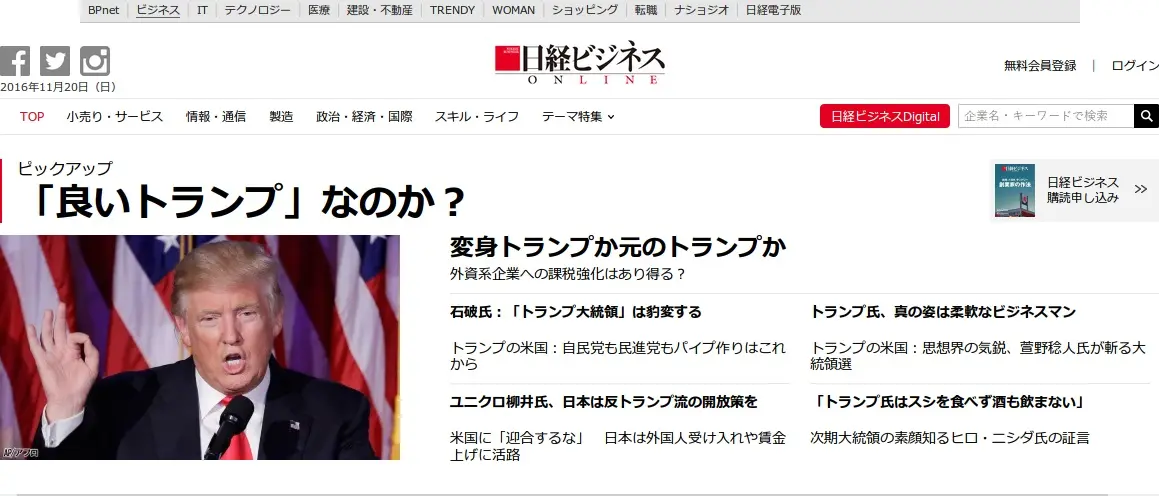 BPnet ビジネス IT テクノロジー 医療 建設・不動産 TRENDY WOMAN ショッピング 転職 ナショジオ 日経電子版
日経ビジネス
ONLINE
無料会員登録 | ログイン
2016年11月20日（日）
TOP 小売り・サービス 情報・通信 製造 政治・経済・国際 スキル・ライフ テーマ特集 日経ビジネスDigital 企業名・キーワードで検索
ピックアップ
「良いトランプ」なのか？
日経ビジネス
購読申し込み
変身トランプか元のトランプか
外資系企業への課税強化はあり得る？
石破氏：「トランプ大統領」は豹変する
トランプの米国：自民党も民進党もパイプ作りはこれ
から
トランプ氏、真の姿は柔軟なビジネスマン
トランプの米国：思想界の気鋭、萱野稔人氏が斬る大
統領選
ユニクロ柳井氏、日本は反トランプ流の開放策を
米国に「迎合するな」　日本は外国人受け入れや賃金
上げに活路
「トランプ氏はスシを食べず酒も飲まない」
次期大統領の素顔知るヒロ・ニシダ氏の証言
AP/アフロ